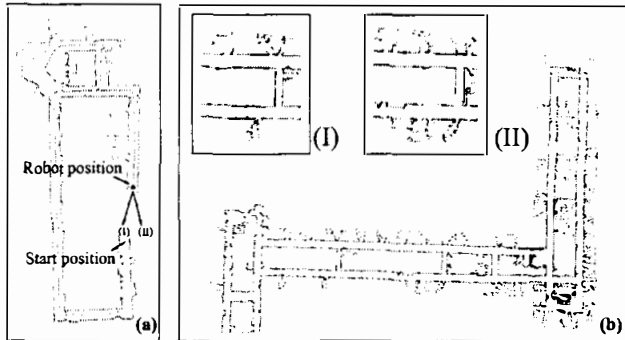 (I)
(II)
Robot position
(I)
(II)
Start position
(a)
(b)